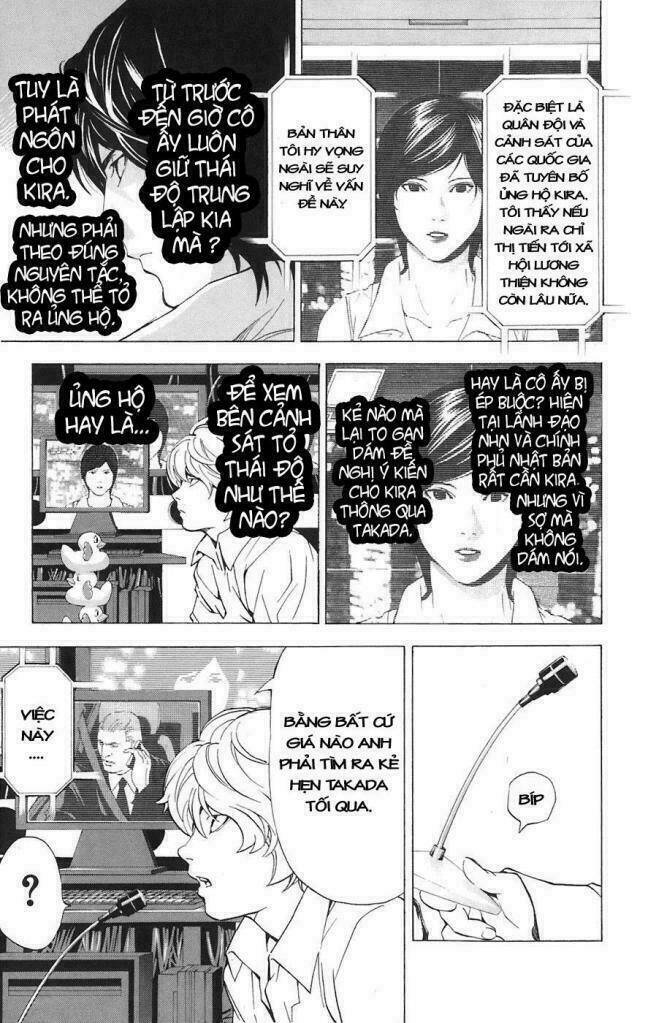 ĐẶC BIỆT LÀ
QUÂN ĐỘI VÀ
CẢNH SÁT CỦA
CÁC QUỐC GIA
ĐÃ TUYÊN BỐ
ỦNG HỘ KIRA.
TÔI THẤY NẾU
NGÀI RA CHỈ
THỊ TIẾN TỚI XÃ
HỘI LƯƠNG
THIỆN KHÔNG
CÒN LÂU NỮA.
BẢN THÂN
TÔI HY VỌNG
NGÀI SẼ SUY
NGHĨ VỀ VẤN
ĐỀ NÀY
TỪ TRƯỚC
ĐẾN GIỜ CÔ
ẤY LUÔN
GIỮ THÁI
ĐỘ TRUNG
LẬP KIA
MÀ ?
TUY LÀ
PHÁT
NGÔN
CHO
KIRA.
NHƯNG PHẢI
THEO ĐÚNG
NGUYÊN TẮC,
KHÔNG THỂ TỎ
RA ỦNG HỘ.
HAY LÀ CÔ ẤY BỊ
ÉP BUỘC? HIỆN
TẠI LÃNH ĐẠO
NHN VÀ CHÍNH
PHỦ NHẬT BẢN
RẤT CẦN KIRA.
NHƯNG VÌ
SỢ MÀ
KHÔNG
DÁM NÓI.
KẺ NÀO MÀ
LẠI TO GAN
DÁM ĐỀ
NGHỊ Ý KIẾN
CHO KIRA
THÔNG QUA
TAKADA.
ĐỂ XEM
BÊN CẢNH
SÁT TỎ
THÁI ĐỘ
NHƯ THẾ
NÀO?
ỦNG HỘ
HAY LÀ...
BÍP
BẰNG BẤT CỨ
GIÁ NÀO ANH
PHẢI TÌM RA KẺ
HẸN TAKADA
TỐI QUA.
VIỆC
NÀY
....
?